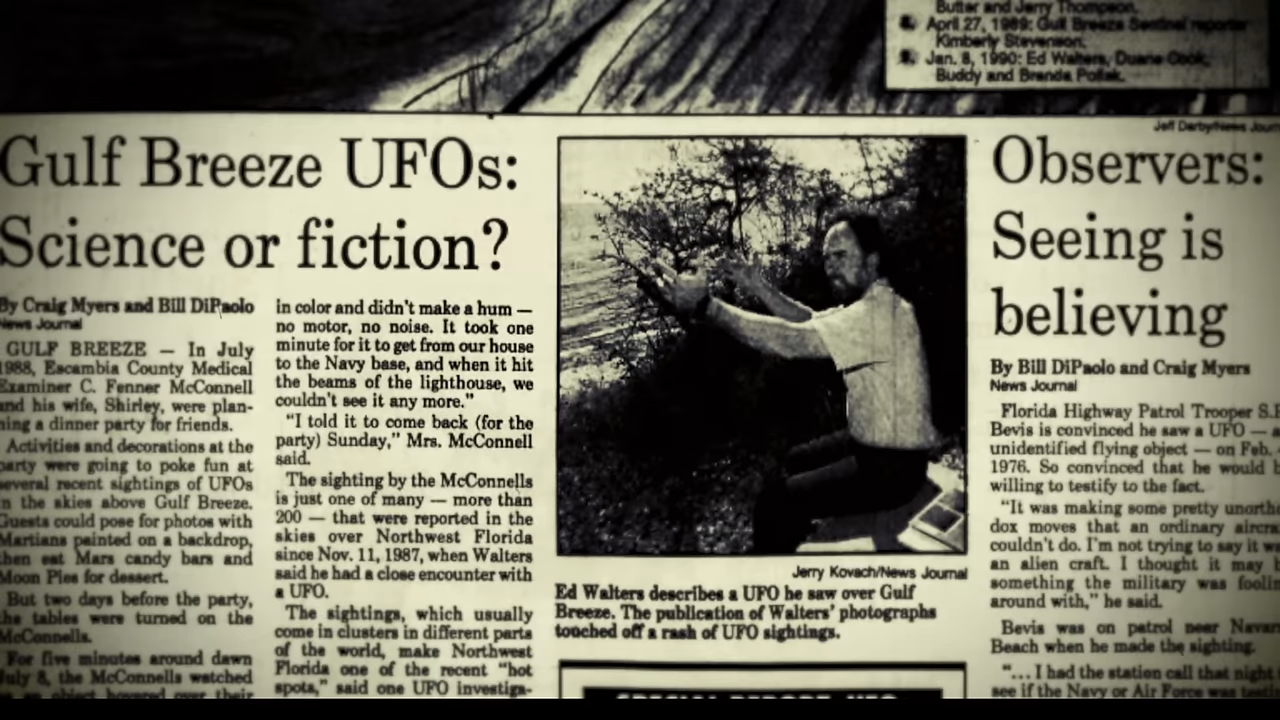 Butter and Jerry Thompson.
April 27, 1989: Gulf Breeze Sentinel reporter
Kimberly Stevenson.
Jan. 8, 1990: Ed Walters, Duane Cook,
Buddy and Brenda Pollak.
Jeff Darby/News Journ
Gulf Breeze UFOs:
Science or fiction?
By Craig Myers and Bill DiPaolo
News Journal
GULF BREEZE — In July
1988, Escambia County Medical
Examiner C. Fenner McConnell
and his wife, Shirley, were plan-
ning a dinner party for friends.
Activities and decorations at the
party were going to poke fun at
several recent sightings of UFOs
in the skies above Gulf Breeze.
Guests could pose for photos with
Martians painted on a backdrop,
then eat Mars candy bars and
Moon Pies for dessert.
But two days before the party,
the tables were turned on the
McConnells.
For five minutes around dawn
July 8, the McConnells watched
as an object hovered over their
in color and didn't make a hum —
no motor, no noise. It took one
minute for it to get from our house
to the Navy base, and when it hit
the beams of the lighthouse, we
couldn't see it any more."
"I told it to come back (for the
party) Sunday," Mrs. McConnell
said.
The sighting by the McConnells
is just one of many — more than
200 — that were reported in the
skies over Northwest Florida
since Nov. 11, 1987, when Walters
said he had a close encounter with
a UFO.
The sightings, which usually
come in clusters in different parts
of the world, make Northwest
Florida one of the recent "hot
spots," said one UFO investiga-
Jerry Kovach/News Journal
Ed Walters describes a UFO he saw over Gulf
Breeze. The publication of Walters' photographs
touched off a rash of UFO sightings.
SPECIAL REPORT: UFO
Observers:
Seeing is
believing
By Bill DiPaolo and Craig Myers
News Journal
Florida Highway Patrol Trooper S.
Bevis is convinced he saw a UFO —
unidentified flying object — on Feb.
1976. So convinced that he would b
willing to testify to the fact.
"It was making some pretty unortho
dox moves that an ordinary aircra
couldn't do. I'm not trying to say it w
an alien craft. I thought it may b
something the military was foolin
around with," he said.
Bevis was on patrol near Navar
Beach when he made the sighting.
"... I had the station call that night
see if the Navy or Air Force was testi